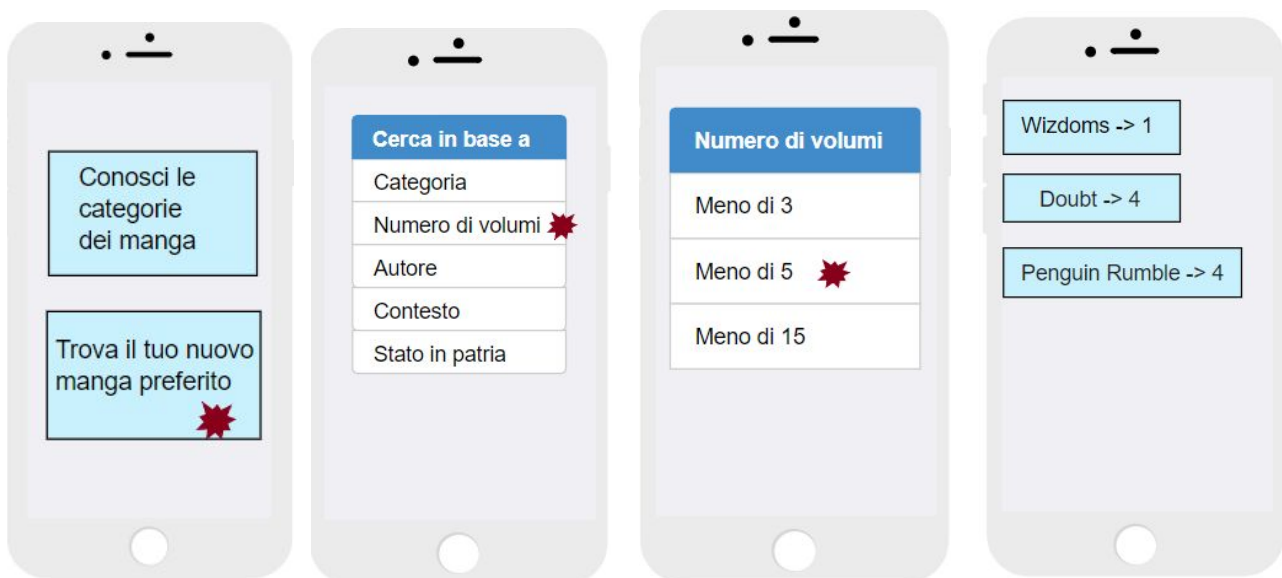 Conosci le
categorie
dei manga
Trova il tuo nuovo
manga preferito
Cerca in base a
Categoria
Numero di volumi
Autore
Contesto
Stato in patria
Numero di volumi
Meno di 3
Meno di 5
Meno di 15
Wizdoms -> 1
Doubt -> 4
Penguin Rumble -> 4